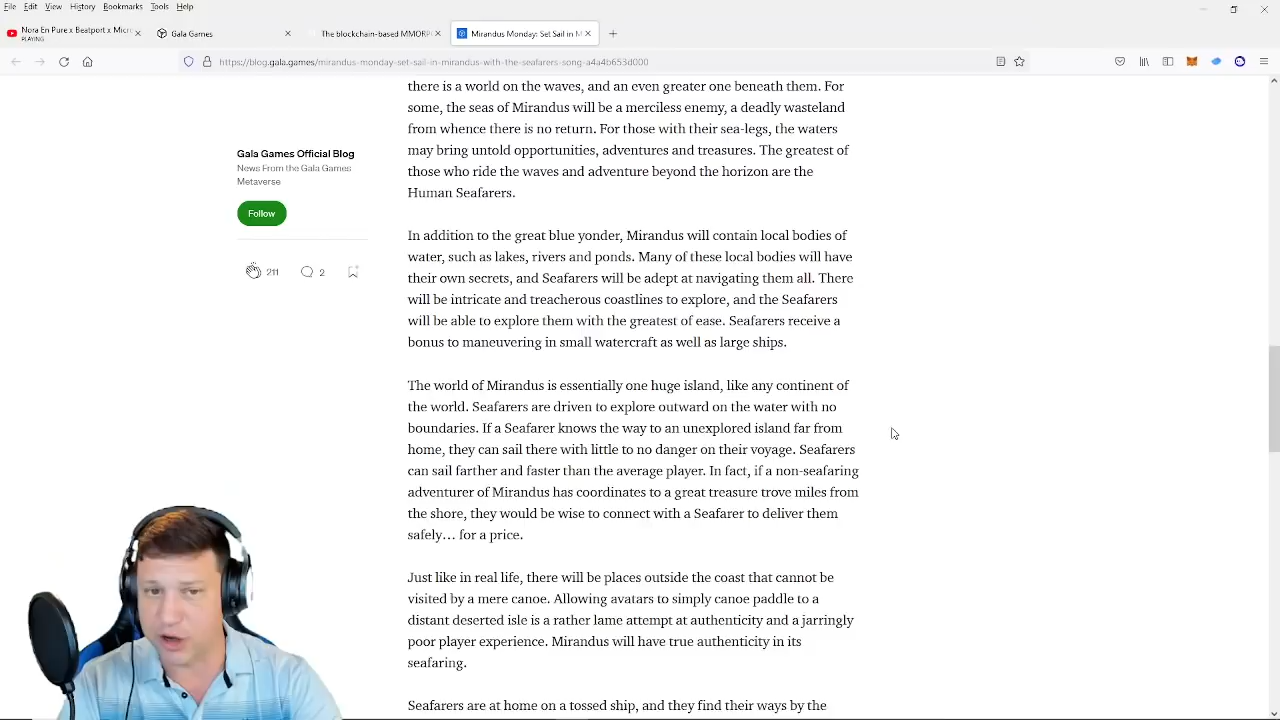 File Edit View History Bookmarks Tools Help
Nora En Pure x Beatport x Micro
PLAYING
Gala Games
The blockchain-based MMORP
Mirandus Monday: Set Sail in M
https://blog.gala.games/mirandus-monday-set-sail-in-mirandus-with-the-seafarers-song-a4a4b653d000
Gala Games Official Blog
News From the Gala Games
Metaverse
Follow
211
2
there is a world on the waves, and an even greater one beneath them. For
some, the seas of Mirandus will be a merciless enemy, a deadly wasteland
from whence there is no return. For those with their sea-legs, the waters
may bring untold opportunities, adventures and treasures. The greatest of
those who ride the waves and adventure beyond the horizon are the
Human Seafarers.
In addition to the great blue yonder, Mirandus will contain local bodies of
water, such as lakes, rivers and ponds. Many of these local bodies will have
their own secrets, and Seafarers will be adept at navigating them all. There
will be intricate and treacherous coastlines to explore, and the Seafarers
will be able to explore them with the greatest of ease. Seafarers receive a
bonus to maneuvering in small watercraft as well as large ships.
The world of Mirandus is essentially one huge island, like any continent of
the world. Seafarers are driven to explore outward on the water with no
boundaries. If a Seafarer knows the way to an unexplored island far from
home, they can sail there with little to no danger on their voyage. Seafarers
can sail farther and faster than the average player. In fact, if a non-seafaring
adventurer of Mirandus has coordinates to a great treasure trove miles from
the shore, they would be wise to connect with a Seafarer to deliver them
safely… for a price.
Just like in real life, there will be places outside the coast that cannot be
visited by a mere canoe. Allowing avatars to simply canoe paddle to a
distant deserted isle is a rather lame attempt at authenticity and a jarringly
poor player experience. Mirandus will have true authenticity in its
seafaring.
Seafarers are at home on a tossed ship, and they find their ways by the